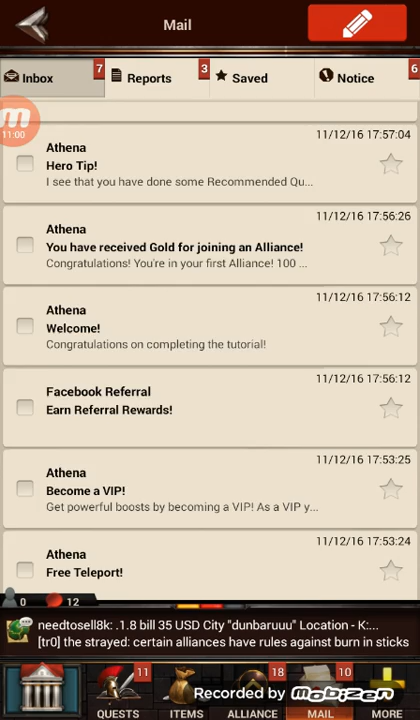 Mail
Inbox 7
Reports 3
Saved
Notice 6
11:00
11/12/16 17:57:04
Athena
Hero Tip!
I see that you have done some Recommended Qu...
11/12/16 17:56:26
Athena
You have received Gold for joining an Alliance!
Congratulations! You're in your first Alliance! 100 ...
11/12/16 17:56:12
Athena
Welcome!
Congratulations on completing the tutorial!
11/12/16 17:56:12
Facebook Referral
Earn Referral Rewards!
11/12/16 17:53:25
Athena
Become a VIP!
Get powerful boosts by becoming a VIP! As a VIP y...
11/12/16 17:53:24
Athena
Free Teleport!
0 12
needtosell8k: .1.8 bill 35 USD City "dunbaruuu" Location - K:...
[tr0] the strayed: certain alliances have rules against burn in sticks
11 18 10
Recorded by mobizen
QUESTS ITEMS ALLIANCE MAIL MORE